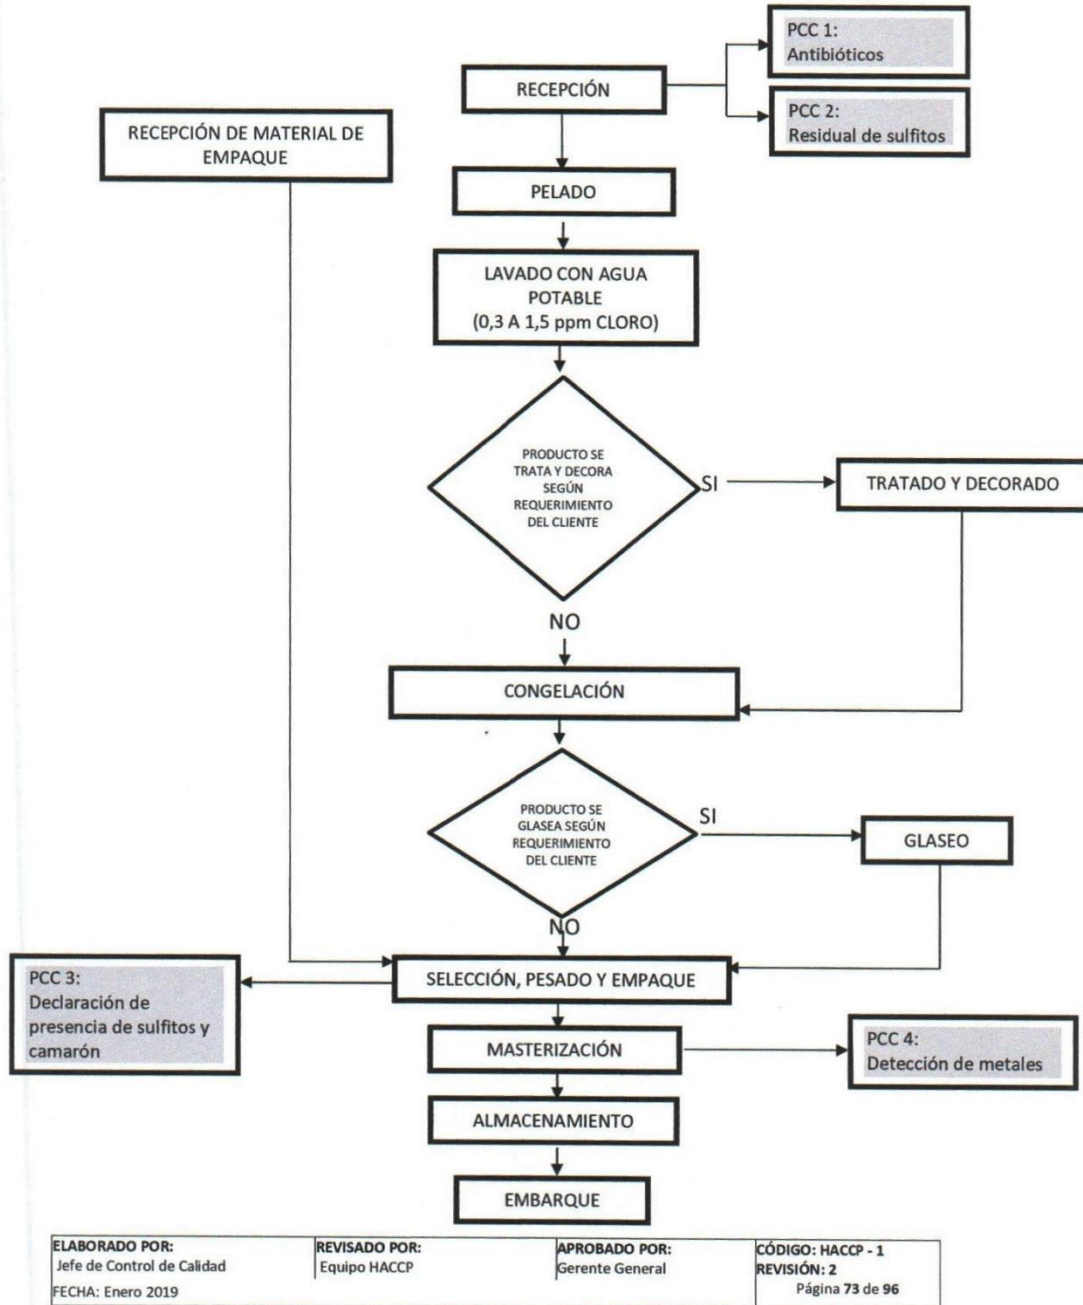 PCC 1:
Antibióticos
RECEPCIÓN
PCC 2:
Residual de sulfitos
RECEPCIÓN DE MATERIAL DE
EMPAQUE
PELADO
LAVADO CON AGUA
POTABLE
(0,3 A 1,5 ppm CLORO)
PRODUCTO SE
TRATA Y DECORA
SEGÚN
REQUERIMIENTO
DEL CLIENTE
SI
TRATADO Y DECORADO
NO
CONGELACIÓN
PRODUCTO SE
GLASEA SEGÚN
REQUERIMIENTO
DEL CLIENTE
SI
GLASEO
NO
SELECCIÓN, PESADO Y EMPAQUE
PCC 3:
Declaración de
presencia de sulfitos y
camarón
MASTERIZACIÓN
PCC 4:
Detección de metales
ALMACENAMIENTO
EMBARQUE
ELABORADO POR:
Jefe de Control de Calidad
FECHA: Enero 2019
REVISADO POR:
Equipo HACCP
APROBADO POR:
Gerente General
CÓDIGO: HACCP - 1
REVISIÓN: 2
Página 73 de 96